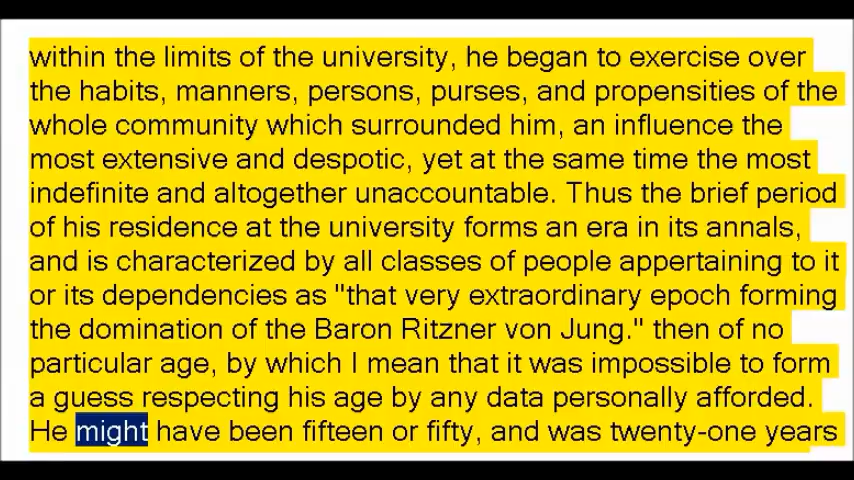 within the limits of the university, he began to exercise over
the habits, manners, persons, purses, and propensities of the
whole community which surrounded him, an influence the
most extensive and despotic, yet at the same time the most
indefinite and altogether unaccountable. Thus the brief period
of his residence at the university forms an era in its annals,
and is characterized by all classes of people appertaining to it
or its dependencies as "that very extraordinary epoch forming
the domination of the Baron Ritzner von Jung." then of no
particular age, by which I mean that it was impossible to form
a guess respecting his age by any data personally afforded.
He might have been fifteen or fifty, and was twenty-one years